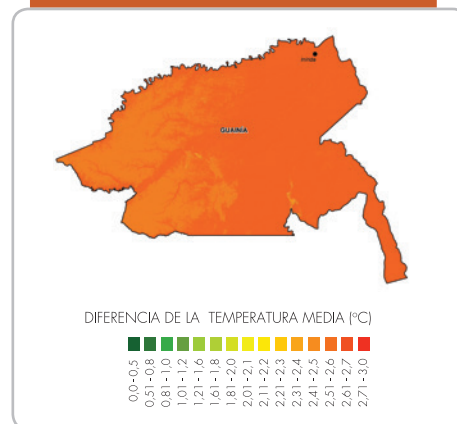 GUAINÍA
DIFERENCIA DE LA TEMPERATURA MEDIA (ºC)
0,0 - 0,5
0,51 - 0,8
0,81 - 1,0
1,01 - 1,2
1,21 - 1,6
1,61 - 1,8
1,81 - 2,0
2,01 - 2,1
2,11 - 2,2
2,21 - 2,3
2,31 - 2,4
2,41 - 2,5
2,51 - 2,6
2,61 - 2,7
2,71 - 3,0